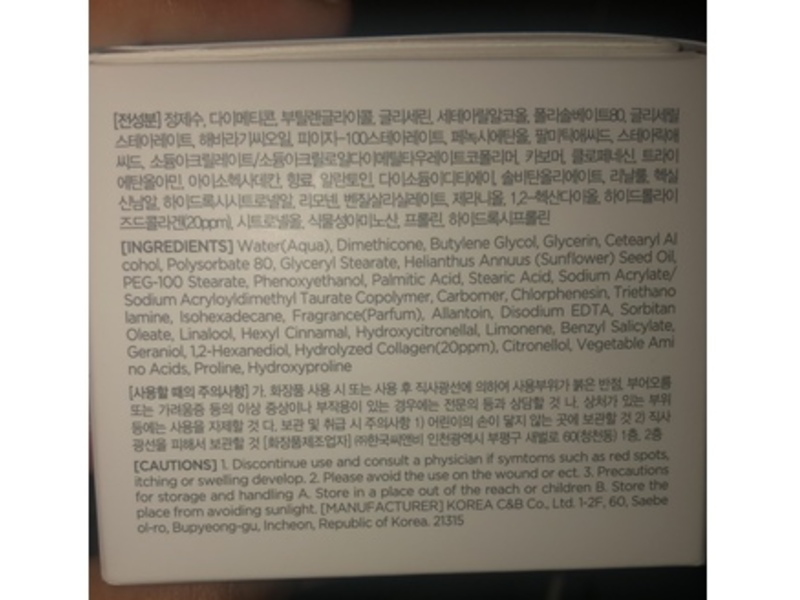 [전성분] 정제수, 다이메티콘, 부틸렌글라이콜, 글리세린, 세테아릴알코올, 폴리솔베이트80, 글리세릴
스테아레이트, 해바라기씨오일, 피이지-100스테아레이트, 페녹시에탄올, 팔미틱애씨드, 스테아릭애
씨드, 소듐아크릴레이트/소듐아크릴로일다이메틸타우레이트코폴리머, 카보머, 클로페네신, 트라이
에탄올아민, 아이소헥사데칸, 향료, 알란토인, 다이소듐이디티에이, 솔비탄올리에이트, 리날룰, 헥실
신남알, 하이드록시시트로넬알, 리모넨, 벤질살리실레이트, 제라니올, 1,2-헥산다이올, 하이드롤라이
즈드콜라겐(20ppm), 시트로넬올, 식물성아미노산, 프롤린, 하이드록시프롤린
[INGREDIENTS] Water(Aqua), Dimethicone, Butylene Glycol, Glycerin, Cetearyl Al
cohol, Polysorbate 80, Glyceryl Stearate, Helianthus Annuus (Sunflower) Seed Oil,
PEG-100 Stearate, Phenoxyethanol, Palmitic Acid, Stearic Acid, Sodium Acrylate/
Sodium Acryloyldimethyl Taurate Copolymer, Carbomer, Chlorphenesin, Triethano
lamine, Isohexadecane, Fragrance(Parfum), Allantoin, Disodium EDTA, Sorbitan
Oleate, Linalool, Hexyl Cinnamal, Hydroxycitronellal, Limonene, Benzyl Salicylate,
Geraniol, 1,2-Hexanediol, Hydrolyzed Collagen(20ppm), Citronellol, Vegetable Ami
no Acids, Proline, Hydroxyproline
[사용할 때의 주의사항] 가. 화장품 사용 시 또는 사용 후 직사광선에 의하여 사용부위가 붉은 반점, 부어오름
또는 가려움증 등의 이상 증상이나 부작용이 있는 경우에는 전문의 등과 상담할 것 나. 상처가 있는 부위
등에는 사용을 자제할 것 다. 보관 및 취급 시 주의사항 1) 어린이의 손이 닿지 않는 곳에 보관할 것 2) 직사
광선을 피해서 보관할 것 [화장품제조업자] ㈜한국씨앤비 인천광역시 부평구 새벌로 60(청천동) 1층, 2층
[CAUTIONS] 1. Discontinue use and consult a physician if symtoms such as red spots,
itching or swelling develop. 2. Please avoid the use on the wound or ect. 3. Precautions
for storage and handling A. Store in a place out of the reach or children B. Store the
place from avoiding sunlight. [MANUFACTURER] KOREA C&B Co., Ltd. 1-2F, 60, Saebe
ol-ro, Bupyeong-gu, Incheon, Republic of Korea. 21315